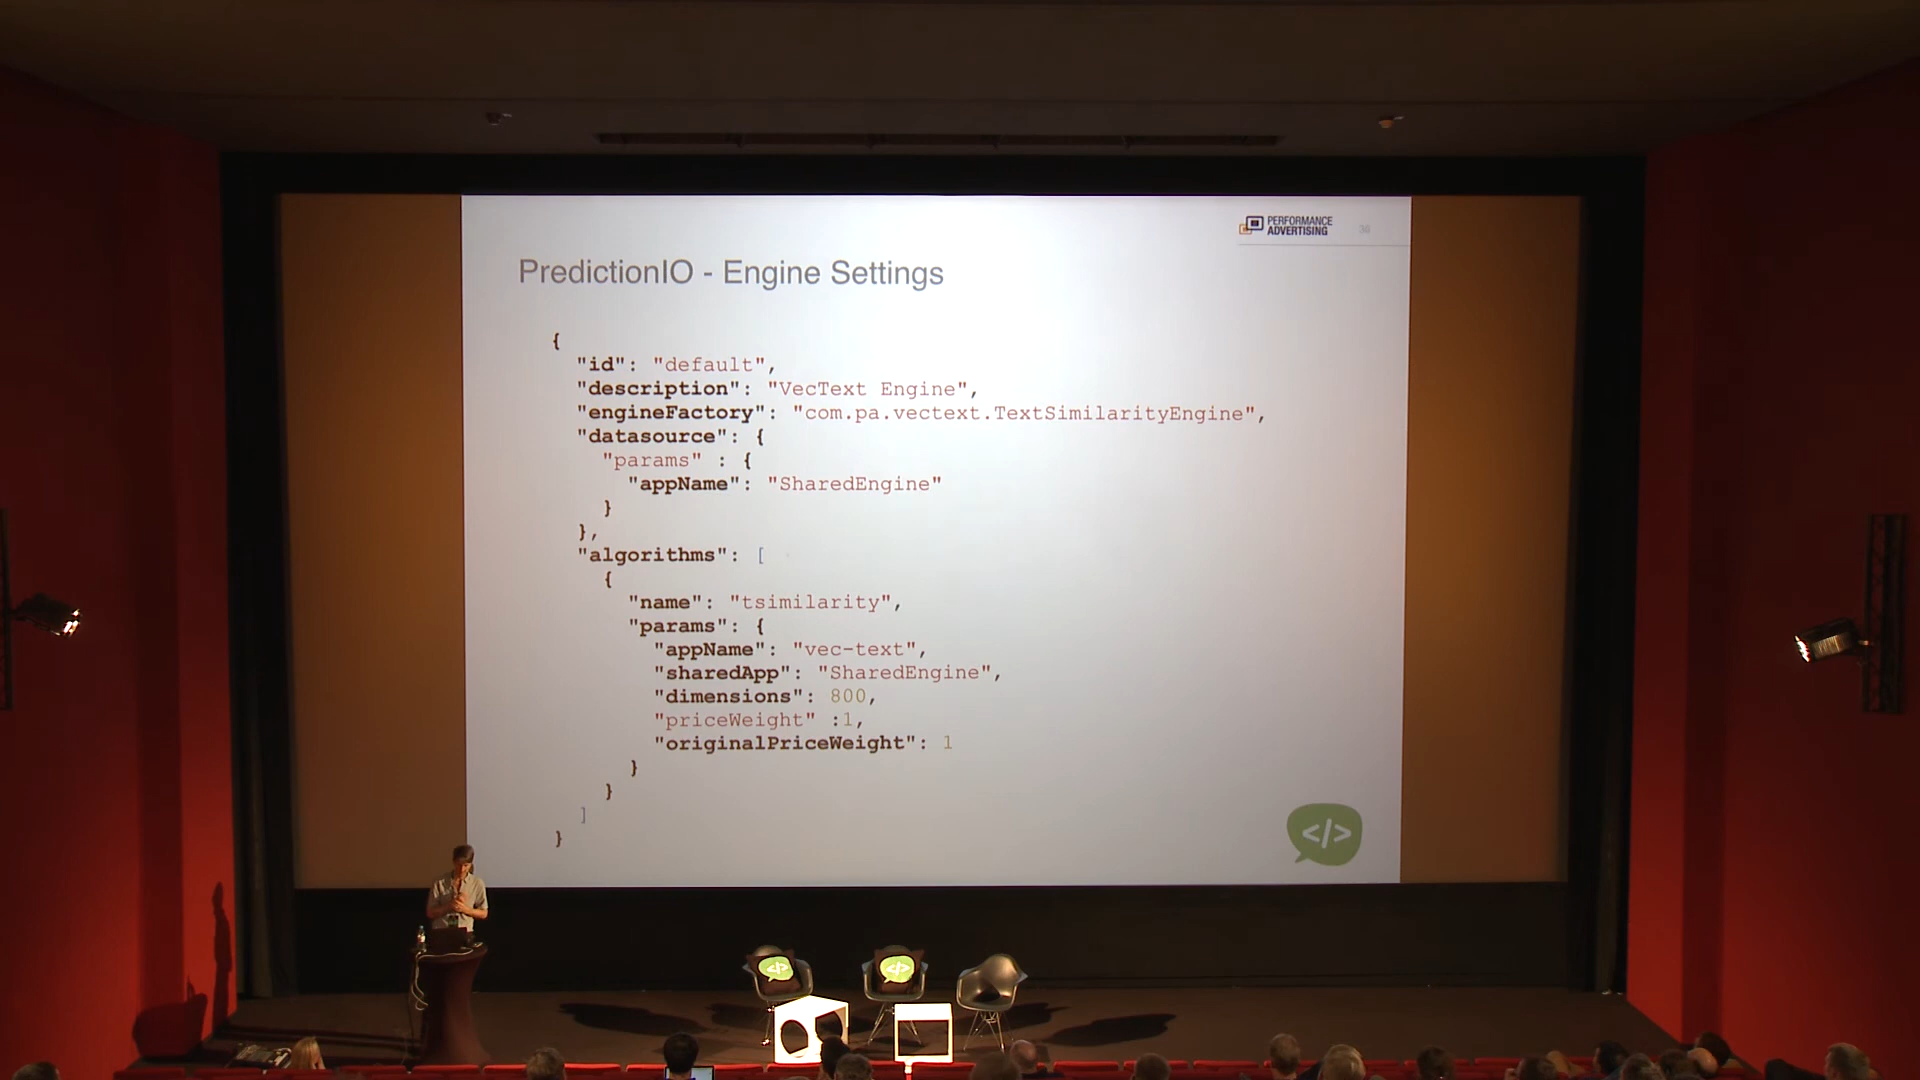 PERFORMANCE
ADVERTISING
36
PredictionIO - Engine Settings
{
"id": "default",
"description": "VecText Engine",
"engineFactory": "com.pa.vectext.TextSimilarityEngine",
"datasource": {
"params" : {
"appName": "SharedEngine"
}
},
"algorithms": [
{
"name": "tsimilarity",
"params": {
"appName": "vec-text",
"sharedApp": "SharedEngine",
"dimensions": 800,
"priceWeight" :1,
"originalPriceWeight": 1
}
}
]
}
</>
</>
</>